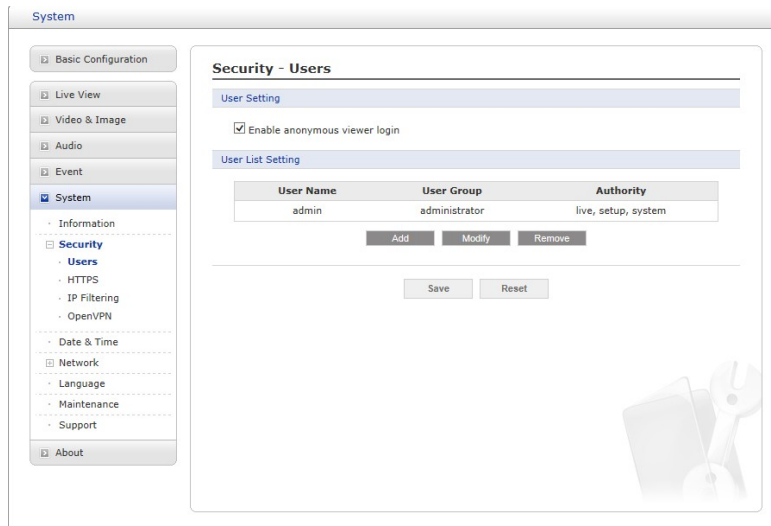 System
Basic Configuration
Live View
Video & Image
Audio
Event
System
Information
Security
Users
HTTPS
IP Filtering
OpenVPN
Date & Time
Network
Language
Maintenance
Support
About
Security - Users
User Setting
Enable anonymous viewer login
User List Setting
User Name User Group Authority
admin administrator live, setup, system
Add Modify Remove
Save Reset